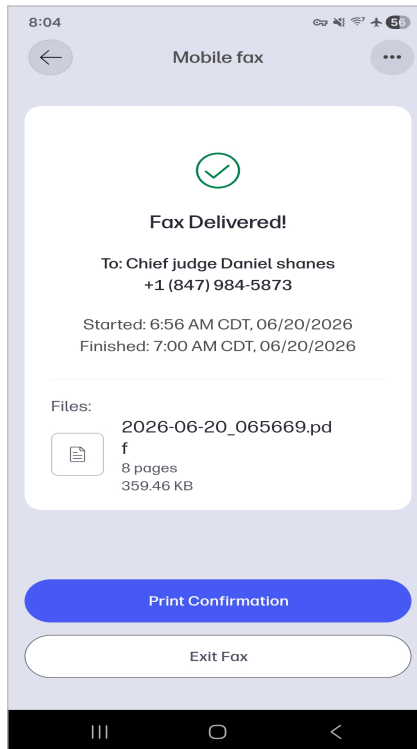 8:04
56
Mobile fax
Fax Delivered!
To: Chief judge Daniel shanes
+1 (847) 984-5873
Started: 6:56 AM CDT, 06/20/2026
Finished: 7:00 AM CDT, 06/20/2026
Files:
2026-06-20_065669.pd
f
8 pages
359.46 KB
Print Confirmation
Exit Fax